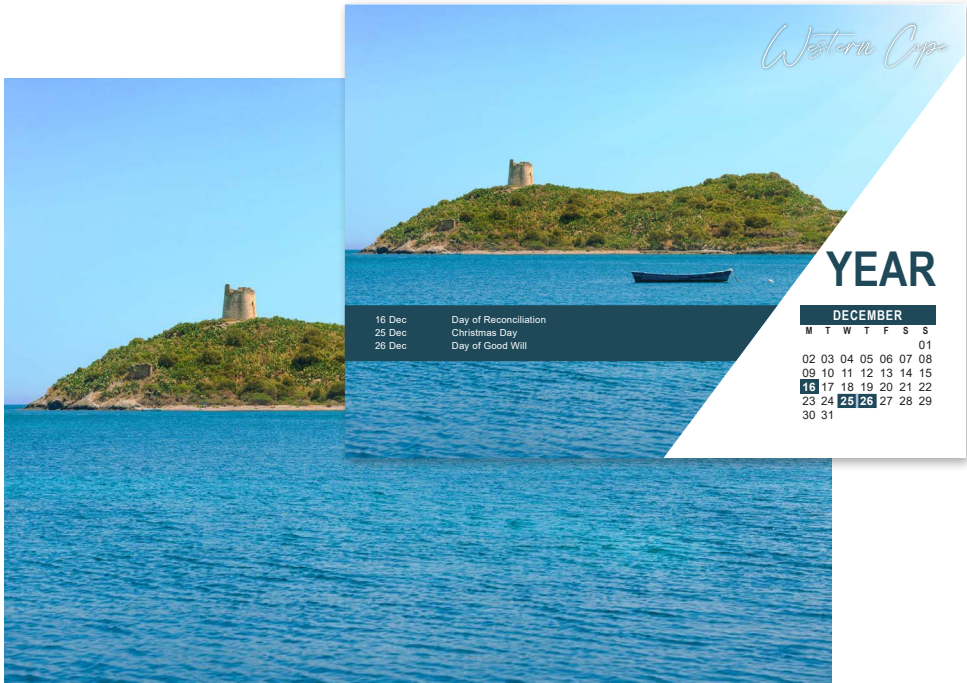 Western Cape
YEAR
DECEMBER
M T W T F S S
01
02 03 04 05 06 07 08
09 10 11 12 13 14 15
16 17 18 19 20 21 22
23 24 25 26 27 28 29
30 31
16 Dec Day of Reconciliation
25 Dec Christmas Day
26 Dec Day of Good Will